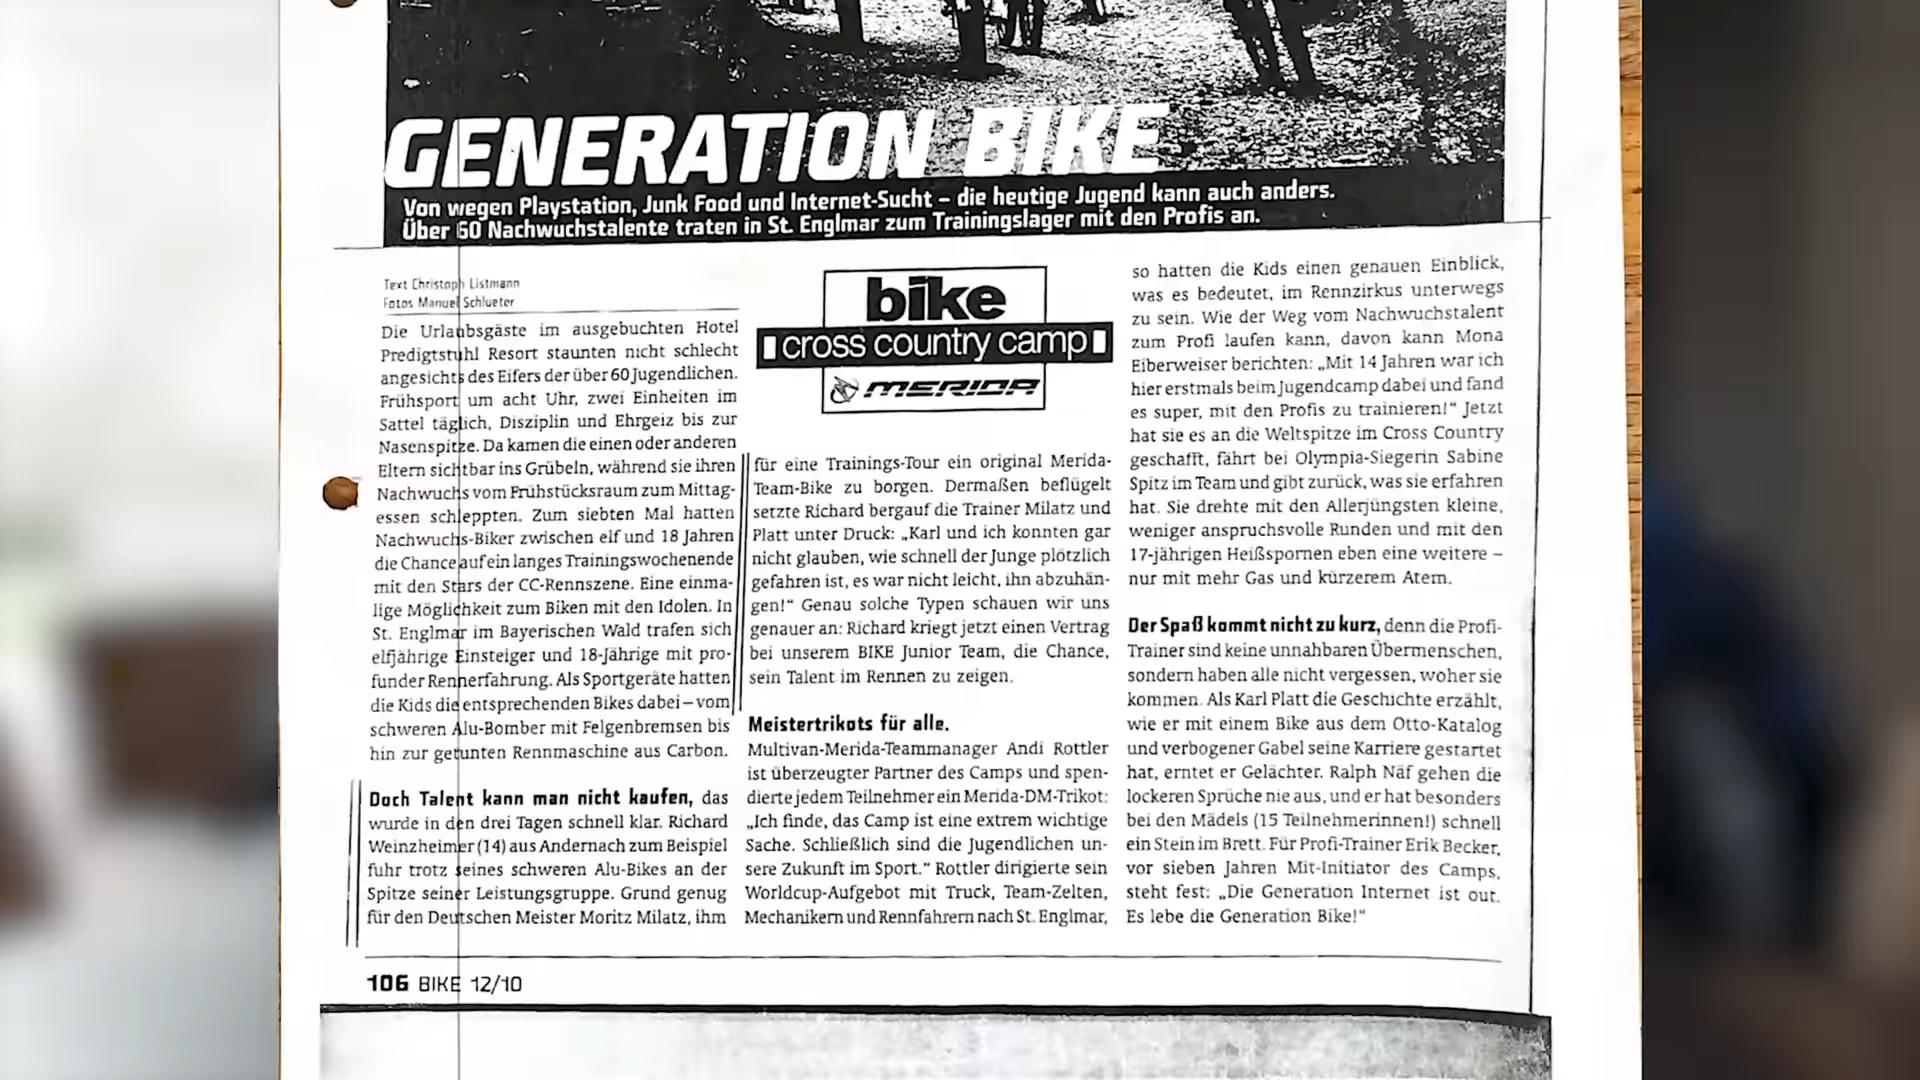 GENERATION BIKE
Von wegen Playstation, Junk Food und Internet-Sucht – die heutige Jugend kann auch anders.
Über 60 Nachwuchstalente traten in St. Englmar zum Trainingslager mit den Profis an.
Text Christoph Listmann
Fotos Manuel Schlueter
Die Urlaubsgäste im ausgebuchten Hotel
Predigtstuhl Resort staunten nicht schlecht
angesichts des Eifers der über 60 Jugendlichen.
Frühsport um acht Uhr, zwei Einheiten im
Sattel täglich, Disziplin und Ehrgeiz bis zur
Nasenspitze. Da kamen die einen oder anderen
Eltern sichtbar ins Grübeln, während sie ihren
Nachwuchs vom Frühstücksraum zum Mittag-
essen schleppten. Zum siebten Mal hatten
Nachwuchs-Biker zwischen elf und 18 Jahren
die Chance auf ein langes Trainingswochenende
mit den Stars der CC-Rennszene. Eine einma-
lige Möglichkeit zum Biken mit den Idolen. In
St. Englmar im Bayerischen Wald trafen sich
elfjährige Einsteiger und 18-Jährige mit pro-
funder Rennerfahrung. Als Sportgeräte hatten
die Kids die entsprechenden Bikes dabei – vom
schweren Alu-Bomber mit Felgenbremsen bis
hin zur getunten Rennmaschine aus Carbon.
Doch Talent kann man nicht kaufen, das
wurde in den drei Tagen schnell klar. Richard
Weinzheimer (14) aus Andernach zum Beispiel
fuhr trotz seines schweren Alu-Bikes an der
Spitze seiner Leistungsgruppe. Grund genug
für den Deutschen Meister Moritz Milatz, ihm
bike
cross country camp
MERIDA
für eine Trainings-Tour ein original Merida-
Team-Bike zu borgen. Dermaßen beflügelt
setzte Richard bergauf die Trainer Milatz und
Platt unter Druck: „Karl und ich konnten gar
nicht glauben, wie schnell der Junge plötzlich
gefahren ist, es war nicht leicht, ihn abzuhän-
gen!“ Genau solche Typen schauen wir uns
genauer an: Richard kriegt jetzt einen Vertrag
bei unserem BIKE Junior Team, die Chance,
sein Talent im Rennen zu zeigen.
Meistertrikots für alle.
Multivan-Merida-Teammanager Andi Rottler
ist überzeugter Partner des Camps und spen-
dierte jedem Teilnehmer ein Merida-DM-Trikot:
„Ich finde, das Camp ist eine extrem wichtige
Sache. Schließlich sind die Jugendlichen un-
sere Zukunft im Sport.“ Rottler dirigierte sein
Worldcup-Aufgebot mit Truck, Team-Zelten,
Mechanikern und Rennfahrern nach St. Englmar,
so hatten die Kids einen genauen Einblick,
was es bedeutet, im Rennzirkus unterwegs
zu sein. Wie der Weg vom Nachwuchstalent
zum Profi laufen kann, davon kann Mona
Eiberweiser berichten: „Mit 14 Jahren war ich
hier erstmals beim Jugendcamp dabei und fand
es super, mit den Profis zu trainieren!“ Jetzt
hat sie es an die Weltspitze im Cross Country
geschafft, fährt bei Olympia-Siegerin Sabine
Spitz im Team und gibt zurück, was sie erfahren
hat. Sie drehte mit den Allerjüngsten kleine,
weniger anspruchsvolle Runden und mit den
17-jährigen Heißspornen eben eine weitere –
nur mit mehr Gas und kürzerem Atem.
Der Spaß kommt nicht zu kurz, denn die Profi-
Trainer sind keine unnahbaren Übermenschen,
sondern haben alle nicht vergessen, woher sie
kommen. Als Karl Platt die Geschichte erzählt,
wie er mit einem Bike aus dem Otto-Katalog
und verbogener Gabel seine Karriere gestartet
hat, erntet er Gelächter. Ralph Näf gehen die
lockeren Sprüche nie aus, und er hat besonders
bei den Mädels (15 Teilnehmerinnen!) schnell
ein Stein im Brett. Für Profi-Trainer Erik Becker,
vor sieben Jahren Mit-Initiator des Camps,
steht fest: „Die Generation Internet ist out.
Es lebe die Generation Bike!“
106 BIKE 12/10